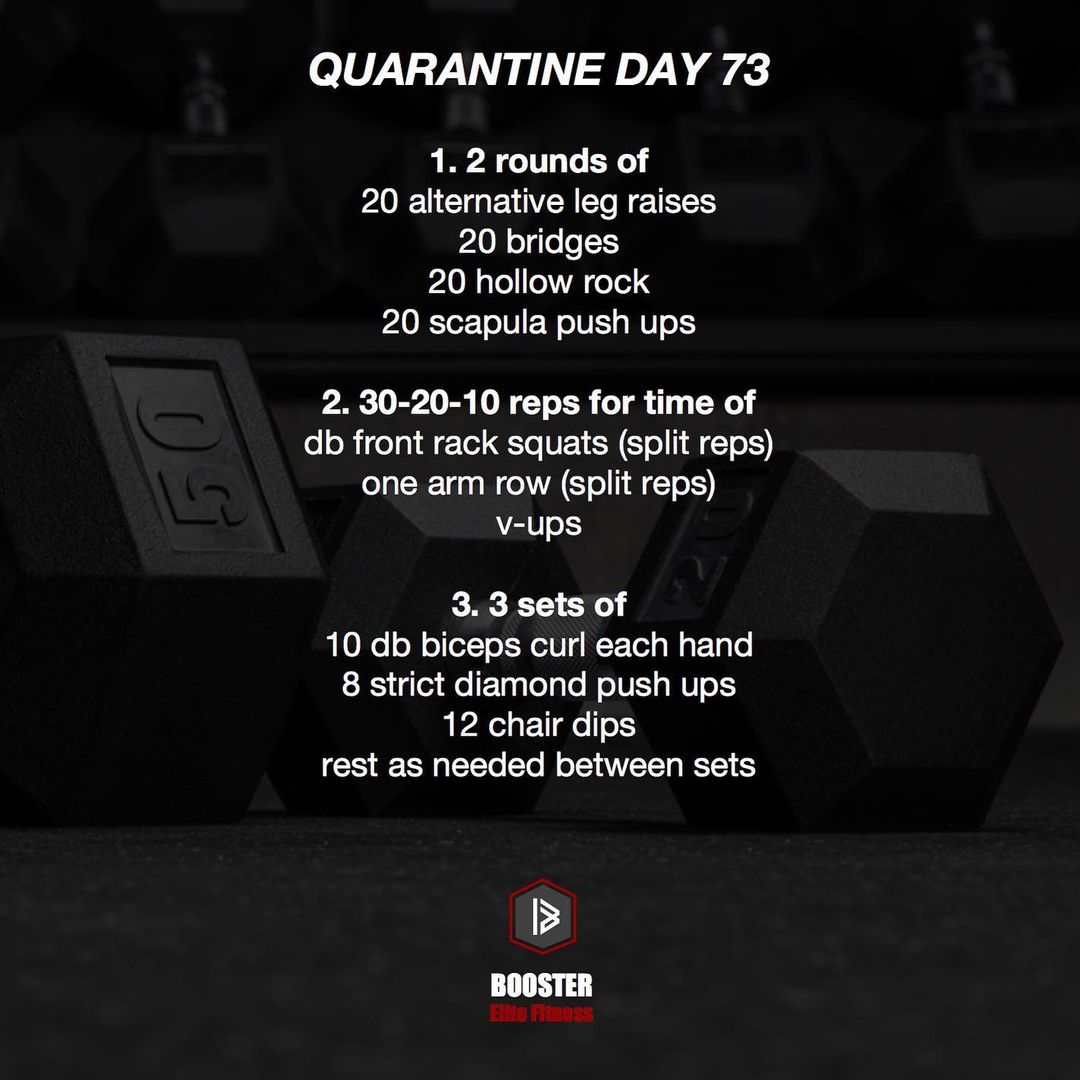 QUARANTINE DAY 73
1. 2 rounds of
20 alternative leg raises
20 bridges
20 hollow rock
20 scapula push ups
2. 30-20-10 reps for time of
db front rack squats (split reps)
one arm row (split reps)
v-ups
3. 3 sets of
10 db biceps curl each hand
8 strict diamond push ups
12 chair dips
rest as needed between sets
50
20
B
BOOSTER
Elite Fitness